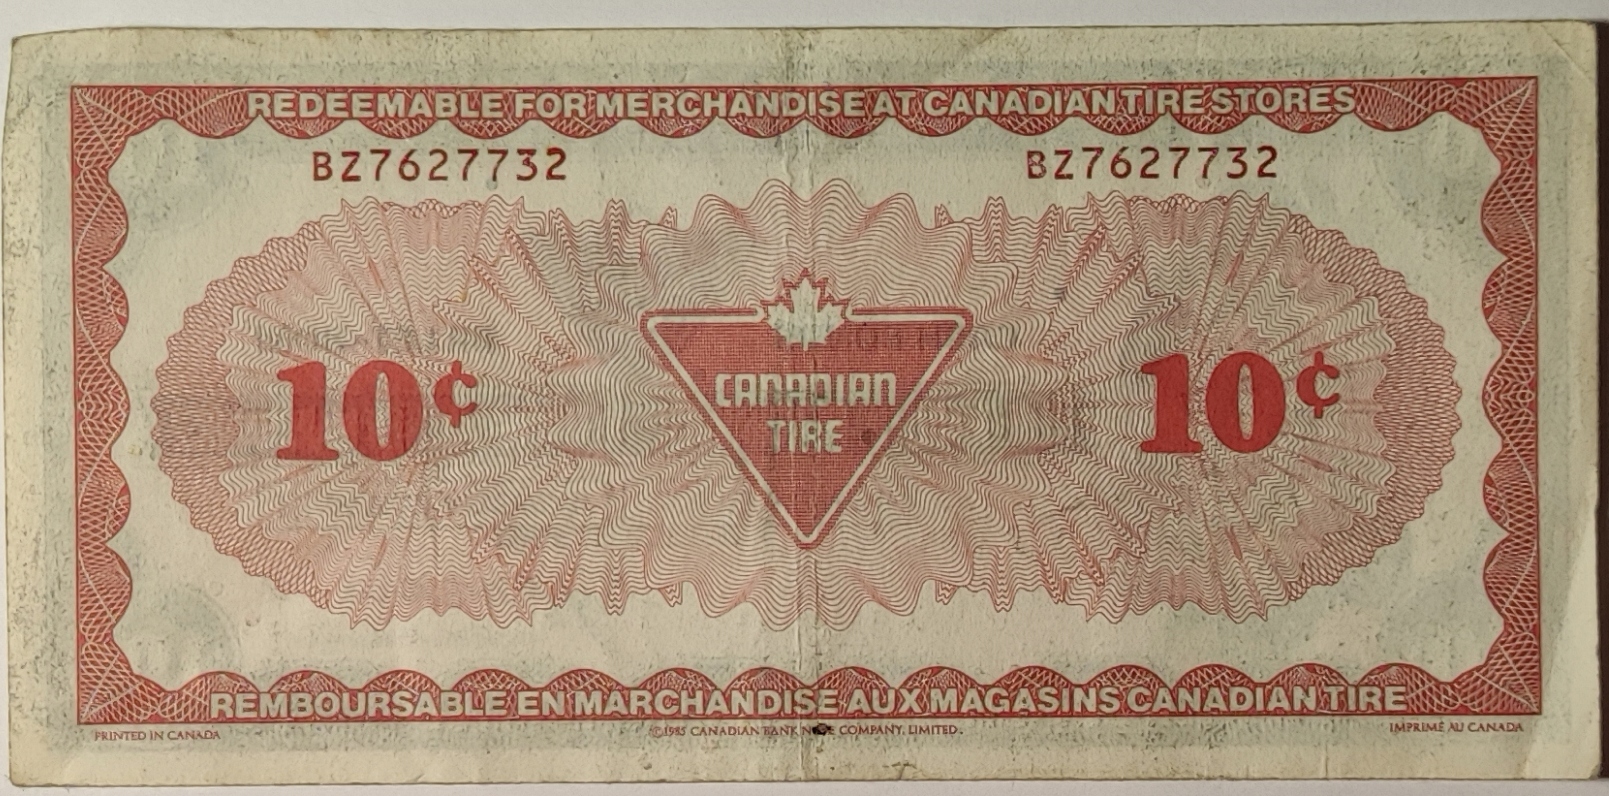 REDEEMABLE FOR MERCHANDISE AT CANADIAN TIRE STORES
BZ7627732 BZ7627732
10¢ CANADIAN TIRE 10¢
REMBOURSABLE EN MARCHANDISE AUX MAGASINS CANADIAN TIRE
PRINTED IN CANADA ©1985 CANADIAN BANK NOTE COMPANY, LIMITED. IMPRIMÉ AU CANADA